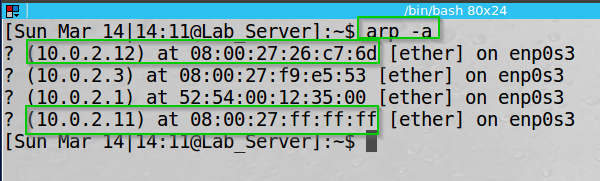 /bin/bash 80x24
[Sun Mar 14|14:11@Lab_Server]:~$ arp -a
? (10.0.2.12) at 08:00:27:26:c7:6d [ether] on enp0s3
? (10.0.2.3) at 08:00:27:f9:e5:53 [ether] on enp0s3
? (10.0.2.1) at 52:54:00:12:35:00 [ether] on enp0s3
? (10.0.2.11) at 08:00:27:ff:ff:ff [ether] on enp0s3
[Sun Mar 14|14:11@Lab_Server]:~$